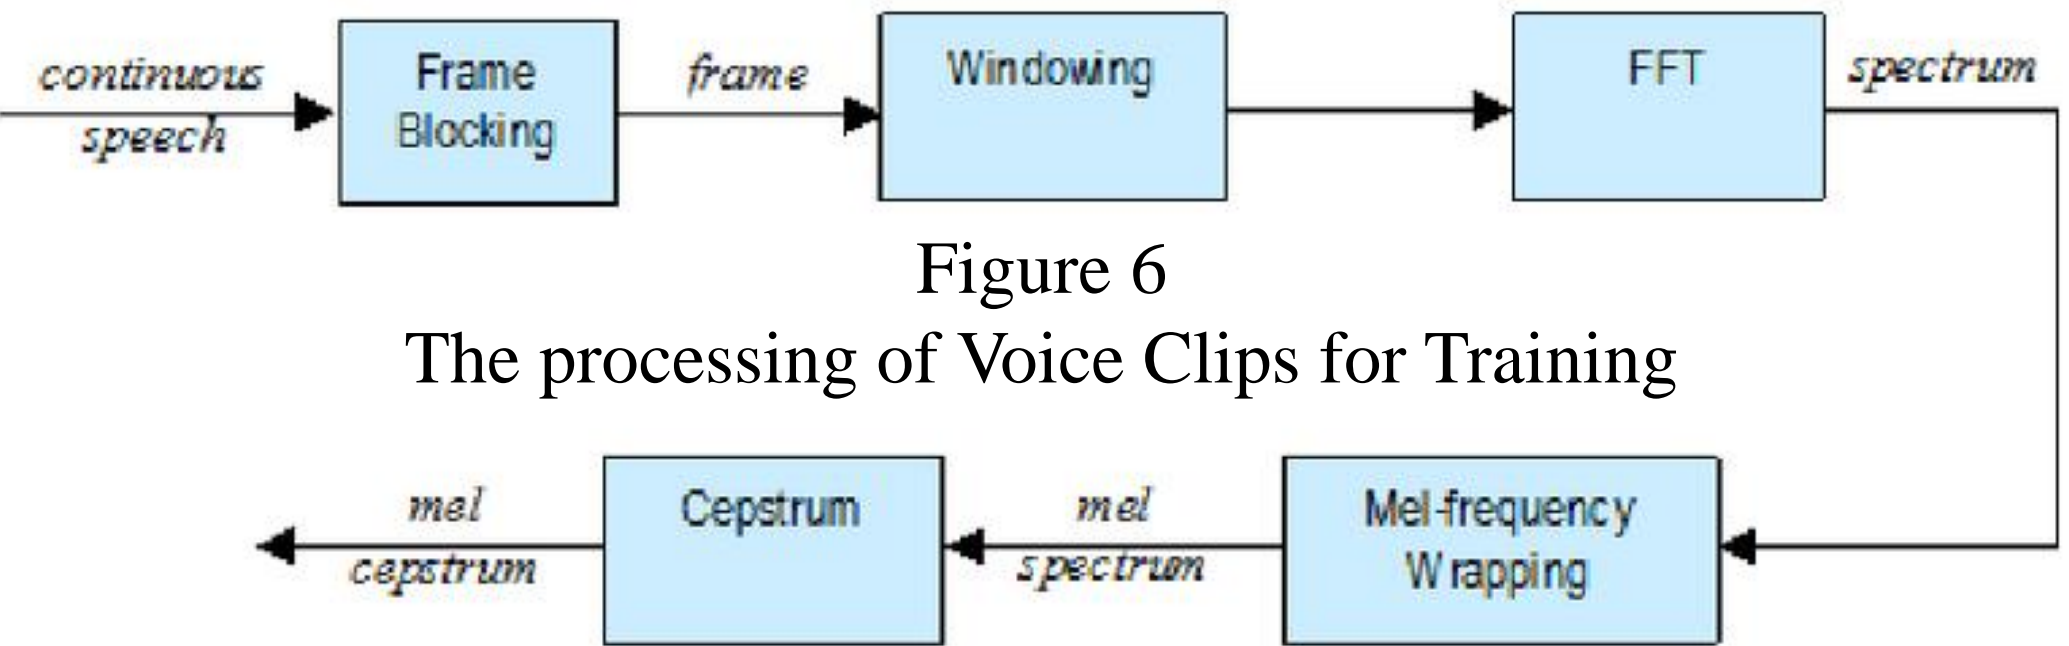 continuous
speech
Frame
Blocking
frame
Windowing
FFT
spectrum
Figure 6
The processing of Voice Clips for Training
Mel-frequency
Wrapping
mel
spectrum
Cepstrum
mel
cepstrum